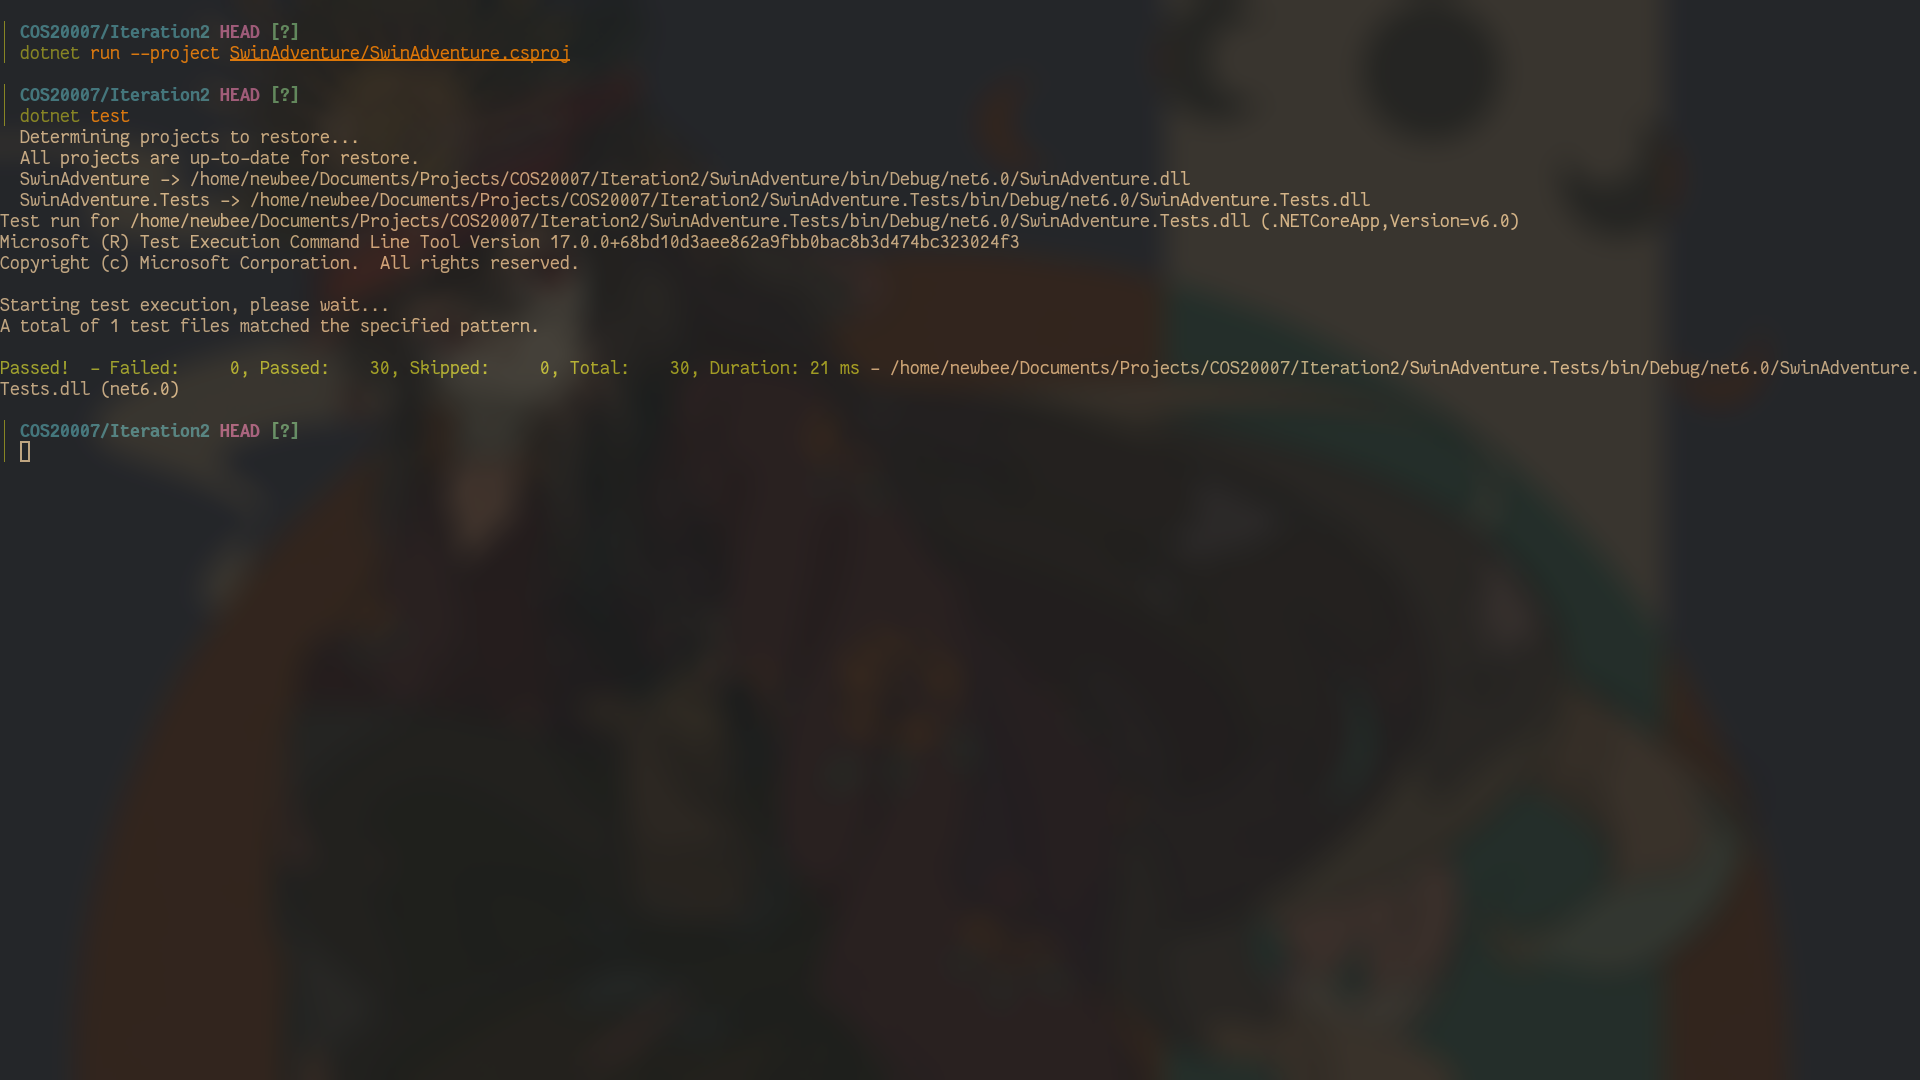 COS20007/Iteration2 HEAD [?]
dotnet run --project SwinAdventure/SwinAdventure.csproj
COS20007/Iteration2 HEAD [?]
dotnet test
Determining projects to restore...
All projects are up-to-date for restore.
SwinAdventure -> /home/newbee/Documents/Projects/COS20007/Iteration2/SwinAdventure/bin/Debug/net6.0/SwinAdventure.dll
SwinAdventure.Tests -> /home/newbee/Documents/Projects/COS20007/Iteration2/SwinAdventure.Tests/bin/Debug/net6.0/SwinAdventure.Tests.dll
Test run for /home/newbee/Documents/Projects/COS20007/Iteration2/SwinAdventure.Tests/bin/Debug/net6.0/SwinAdventure.Tests.dll (.NETCoreApp,Version=v6.0)
Microsoft (R) Test Execution Command Line Tool Version 17.0.0+68bd10d3aee862a9fbb0bac8b3d474bc323024f3
Copyright (c) Microsoft Corporation.  All rights reserved.
Starting test execution, please wait...
A total of 1 test files matched the specified pattern.
Passed!  - Failed:     0, Passed:    30, Skipped:     0, Total:    30, Duration: 21 ms - /home/newbee/Documents/Projects/COS20007/Iteration2/SwinAdventure.Tests/bin/Debug/net6.0/SwinAdventure.
Tests.dll (net6.0)
COS20007/Iteration2 HEAD [?]